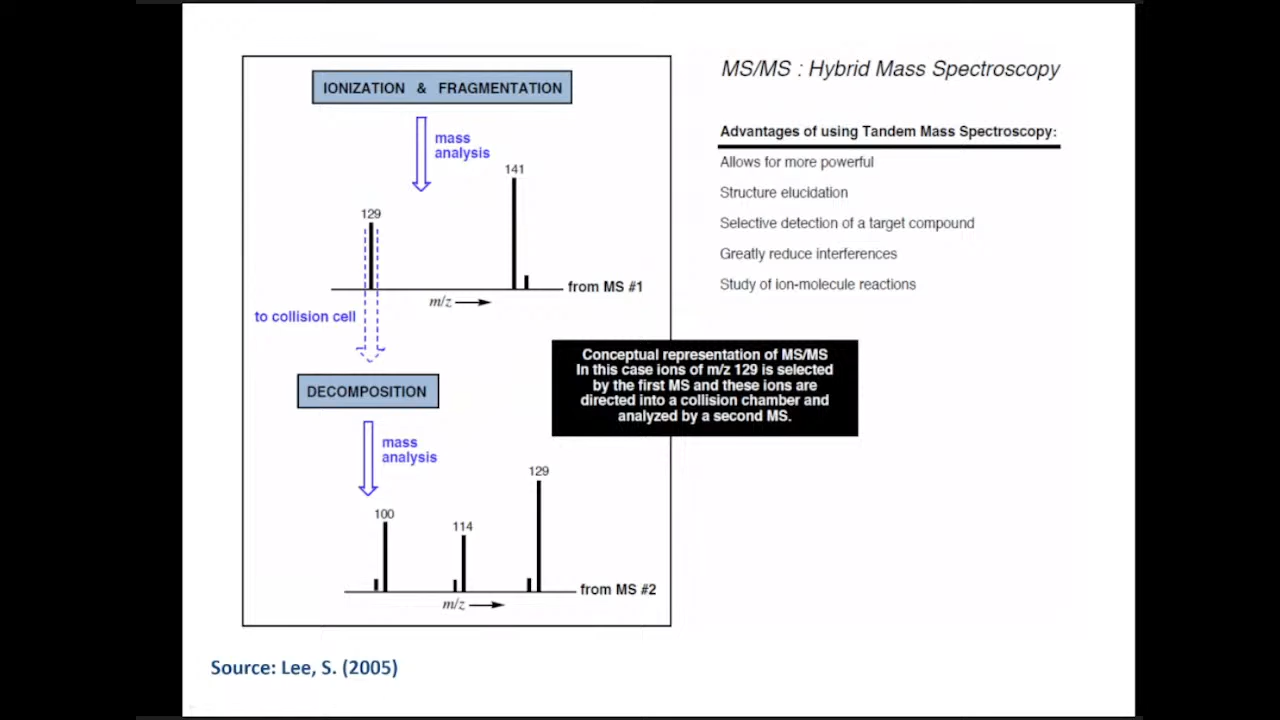 MS/MS : Hybrid Mass Spectroscopy
IONIZATION & FRAGMENTATION
mass
analysis
141
129
from MS #1
m/z
to collision cell
DECOMPOSITION
mass
analysis
129
100
114
from MS #2
m/z
Advantages of using Tandem Mass Spectroscopy:
Allows for more powerful
Structure elucidation
Selective detection of a target compound
Greatly reduce interferences
Study of ion-molecule reactions
Conceptual representation of MS/MS
In this case ions of m/z 129 is selected
by the first MS and these ions are
directed into a collision chamber and
analyzed by a second MS.
Source: Lee, S. (2005)